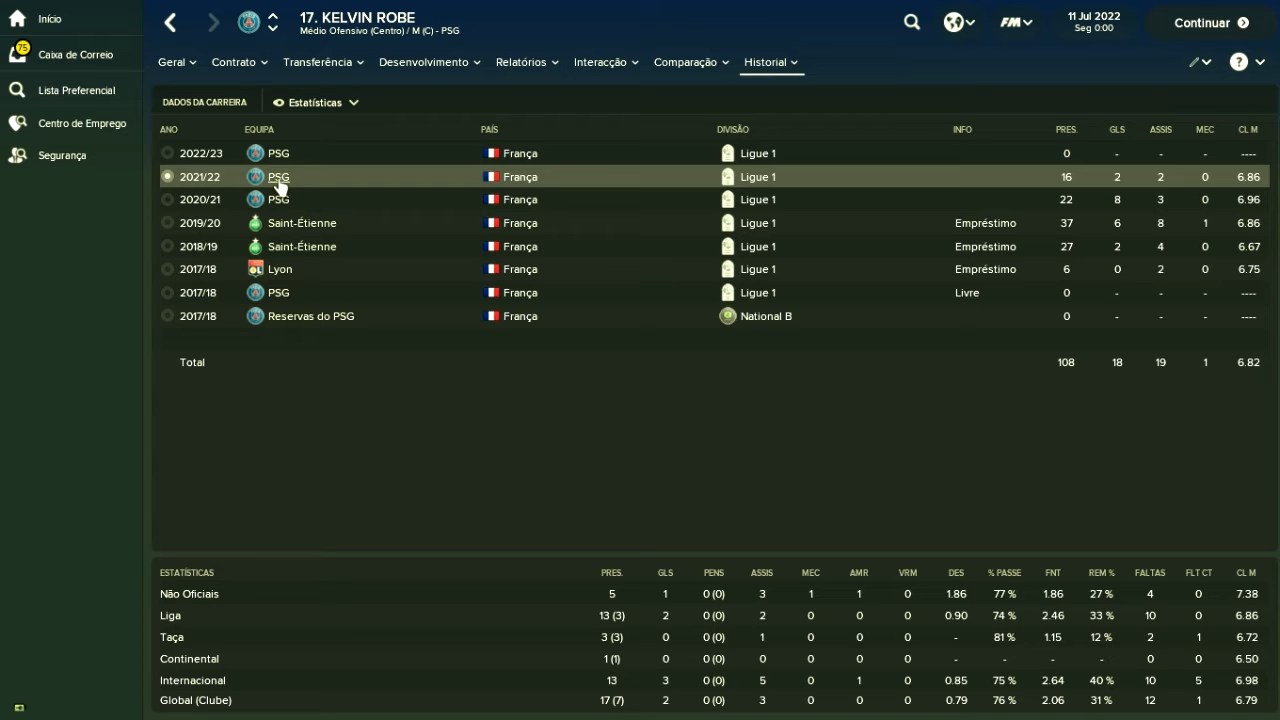 Início
75
Caixa de Correio
Lista Preferencial
Centro de Emprego
Segurança
17. KELVIN ROBE
Médio Ofensivo (Centro) / M (C) - PSG
FM
11 Jul 2022
Seg 0:00
Continuar
Geral Contrato Transferência Desenvolvimento Relatórios Interacção Comparação Historial ?
DADOS DA CARREIRA Estatísticas
ANO EQUIPA PAÍS DIVISÃO INFO PRES. GLS ASSIS MEC CL M
2022/23 PSG França Ligue 1 0 - - - ----
2021/22 PSG França Ligue 1 16 2 2 0 6.86
2020/21 PSG França Ligue 1 22 8 3 0 6.96
2019/20 Saint-Étienne França Ligue 1 Empréstimo 37 6 8 1 6.86
2018/19 Saint-Étienne França Ligue 1 Empréstimo 27 2 4 0 6.67
2017/18 Lyon França Ligue 1 Empréstimo 6 0 2 0 6.75
2017/18 PSG França Ligue 1 Livre 0 - - - ----
2017/18 Reservas do PSG França National B 0 - - - ----
Total 108 18 19 1 6.82
ESTATÍSTICAS PRES. GLS PENS ASSIS MEC AMR VRM DES % PASSE FNT REM % FALTAS FLT CT CL M
Não Oficiais 5 1 0 (0) 3 1 1 0 1.86 77 % 1.86 27 % 4 0 7.38
Liga 13 (3) 2 0 (0) 2 0 0 0 0.90 74 % 2.46 33 % 10 0 6.86
Taça 3 (3) 0 0 (0) 1 0 0 0 - 81 % 1.15 12 % 2 1 6.72
Continental 1 (1) 0 0 (0) 0 0 0 0 - - - - 0 0 6.50
Internacional 13 3 0 (0) 5 0 1 0 0.85 75 % 2.64 40 % 10 5 6.98
Global (Clube) 17 (7) 2 0 (0) 3 0 0 0 0.79 76 % 2.06 31 % 12 1 6.79